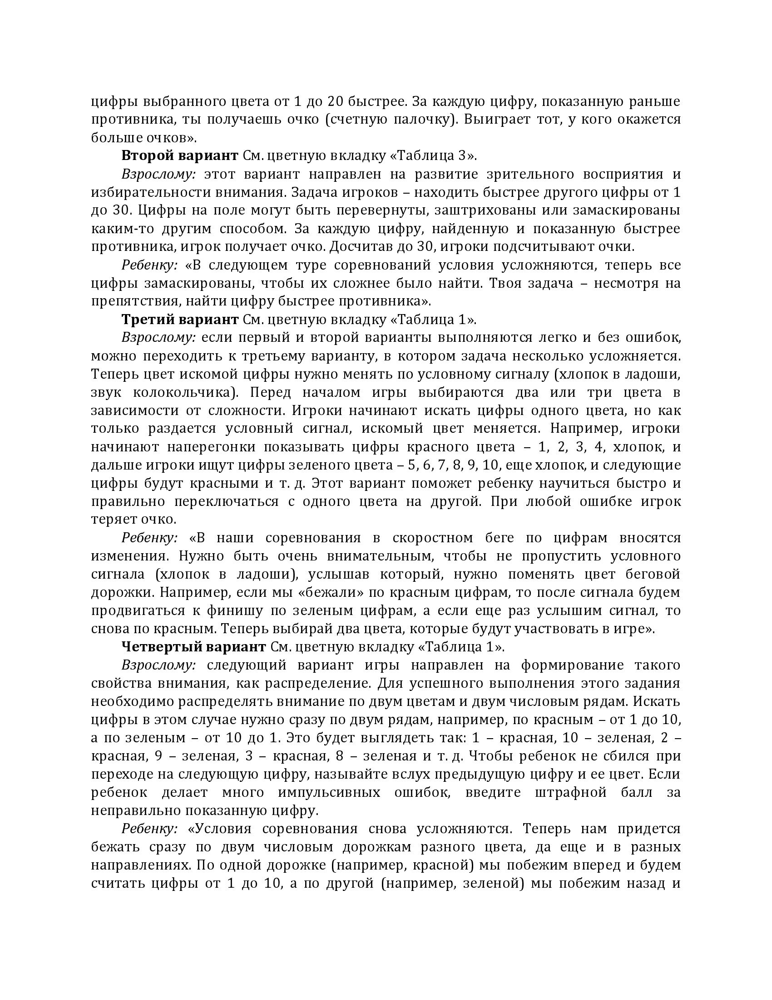 цифры выбранного цвета от 1 до 20 быстрее. За каждую цифру, показанную раньше
противника, ты получаешь очко (счетную палочку). Выиграет тот, у кого окажется
больше очков».
Второй вариант См. цветную вкладку «Таблица 3».
Взрослому: этот вариант направлен на развитие зрительного восприятия и
избирательности внимания. Задача игроков – находить быстрее другого цифры от 1
до 30. Цифры на поле могут быть перевернуты, заштрихованы или замаскированы
каким-то другим способом. За каждую цифру, найденную и показанную быстрее
противника, игрок получает очко. Досчитав до 30, игроки подсчитывают очки.
Ребенку: «В следующем туре соревнований условия усложняются, теперь все
цифры замаскированы, чтобы их сложнее было найти. Твоя задача – несмотря на
препятствия, найти цифру быстрее противника».
Третий вариант См. цветную вкладку «Таблица 1».
Взрослому: если первый и второй варианты выполняются легко и без ошибок,
можно переходить к третьему варианту, в котором задача несколько усложняется.
Теперь цвет искомой цифры нужно менять по условному сигналу (хлопок в ладоши,
звук колокольчика). Перед началом игры выбираются два или три цвета в
зависимости от сложности. Игроки начинают искать цифры одного цвета, но как
только раздается условный сигнал, искомый цвет меняется. Например, игроки
начинают наперегонки показывать цифры красного цвета – 1, 2, 3, 4, хлопок, и
дальше игроки ищут цифры зеленого цвета – 5, 6, 7, 8, 9, 10, еще хлопок, и следующие
цифры будут красными и т. д. Этот вариант поможет ребенку научиться быстро и
правильно переключаться с одного цвета на другой. При любой ошибке игрок
теряет очко.
Ребенку: «В наши соревнования в скоростном беге по цифрам вносятся
изменения. Нужно быть очень внимательным, чтобы не пропустить условного
сигнала (хлопок в ладоши), услышав который, нужно поменять цвет беговой
дорожки. Например, если мы «бежали» по красным цифрам, то после сигнала будем
продвигаться к финишу по зеленым цифрам, а если еще раз услышим сигнал, то
снова по красным. Теперь выбирай два цвета, которые будут участвовать в игре».
Четвертый вариант См. цветную вкладку «Таблица 1».
Взрослому: следующий вариант игры направлен на формирование такого
свойства внимания, как распределение. Для успешного выполнения этого задания
необходимо распределять внимание по двум цветам и двум числовым рядам. Искать
цифры в этом случае нужно сразу по двум рядам, например, по красным – от 1 до 10,
а по зеленым – от 10 до 1. Это будет выглядеть так: 1 – красная, 10 – зеленая, 2 –
красная, 9 – зеленая, 3 – красная, 8 – зеленая и т. д. Чтобы ребенок не сбился при
переходе на следующую цифру, называйте вслух предыдущую цифру и ее цвет. Если
ребенок делает много импульсивных ошибок, введите штрафной балл за
неправильно показанную цифру.
Ребенку: «Условия соревнования снова усложняются. Теперь нам придется
бежать сразу по двум числовым дорожкам разного цвета, да еще и в разных
направлениях. По одной дорожке (например, красной) мы побежим вперед и будем
считать цифры от 1 до 10, а по другой (например, зеленой) мы побежим назад и